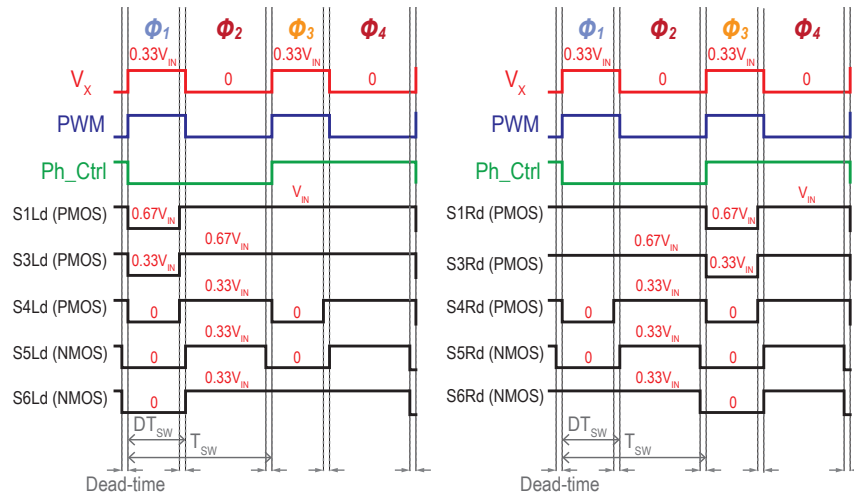 Φ1 Φ2 Φ3 Φ4
0.33VIN 0.33VIN
VX 0 0
PWM
Ph_Ctrl
VIN
S1Ld (PMOS) 0.67VIN
0.67VIN
S3Ld (PMOS) 0.33VIN
0.33VIN
S4Ld (PMOS) 0 0
0.33VIN
S5Ld (NMOS) 0 0
0.33VIN
S6Ld (NMOS) 0
DTSW
TSW
Dead-time
Φ1 Φ2 Φ3 Φ4
0.33VIN 0.33VIN
VX 0 0
PWM
Ph_Ctrl
VIN
S1Rd (PMOS) 0.67VIN
0.67VIN
S3Rd (PMOS) 0.33VIN
0.33VIN
S4Rd (PMOS) 0 0
0.33VIN
S5Rd (NMOS) 0 0
0.33VIN
S6Rd (NMOS) 0
DTSW
TSW
Dead-time